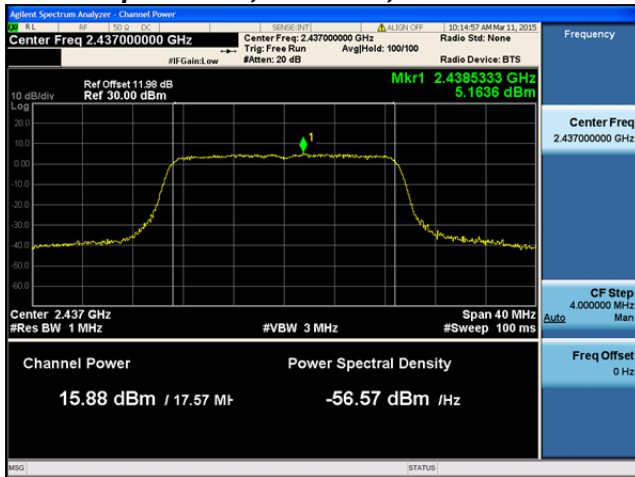 Agilent Spectrum Analyzer - Channel Power
RL RF 50 Ω DC SENSE:INT ALIGN OFF 10:14:57 AM Mar 11, 2015
Center Freq 2.437000000 GHz Center Freq: 2.437000000 GHz Radio Std: None Frequency
Trig: Free Run Avg|Hold: 100/100
#IFGain:Low #Atten: 20 dB Radio Device: BTS
Mkr1 2.4385333 GHz
Ref Offset 11.98 dB
5.1636 dBm
10 dB/div Ref 30.00 dBm
Log
20.0
10.0
0.00
-10.0
-20.0
-30.0
-40.0
-50.0
-60.0
1
Center Freq
2.437000000 GHz
Center 2.437 GHz Span 40 MHz
#Res BW 1 MHz #VBW 3 MHz #Sweep 100 ms
CF Step
4.000000 MHz
Auto Man
Channel Power Power Spectral Density
15.88 dBm / 17.57 MH -56.57 dBm /Hz
Freq Offset
0 Hz
MSG STATUS